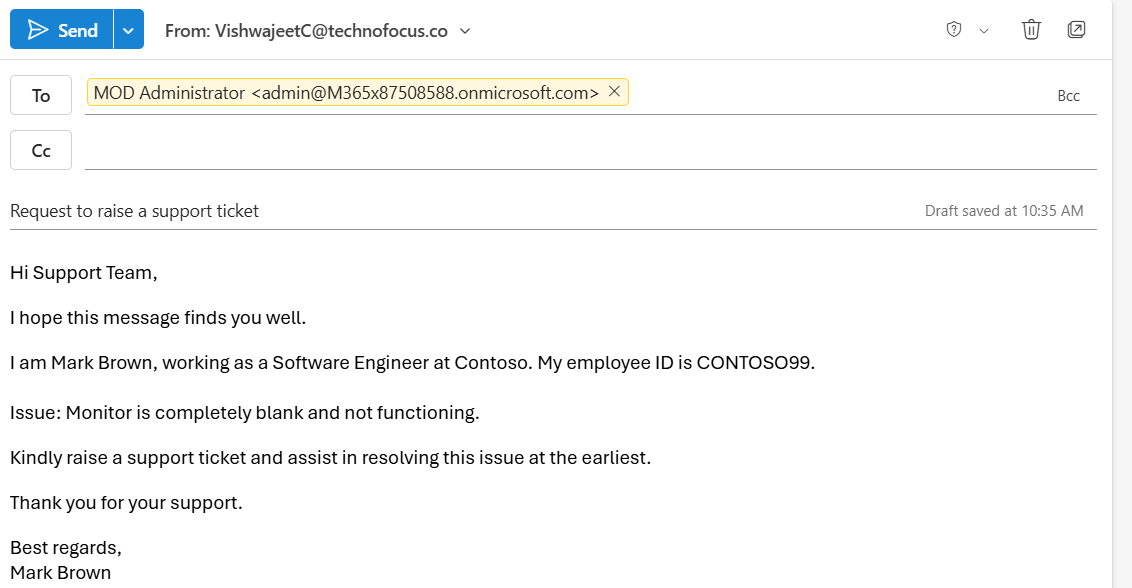 Send
From: VishwajeetC@technofocus.co
To
MOD Administrator <admin@M365x87508588.onmicrosoft.com>
Bcc
Cc
Request to raise a support ticket
Draft saved at 10:35 AM
Hi Support Team,
I hope this message finds you well.
I am Mark Brown, working as a Software Engineer at Contoso. My employee ID is CONTOSO99.
Issue: Monitor is completely blank and not functioning.
Kindly raise a support ticket and assist in resolving this issue at the earliest.
Thank you for your support.
Best regards,
Mark Brown